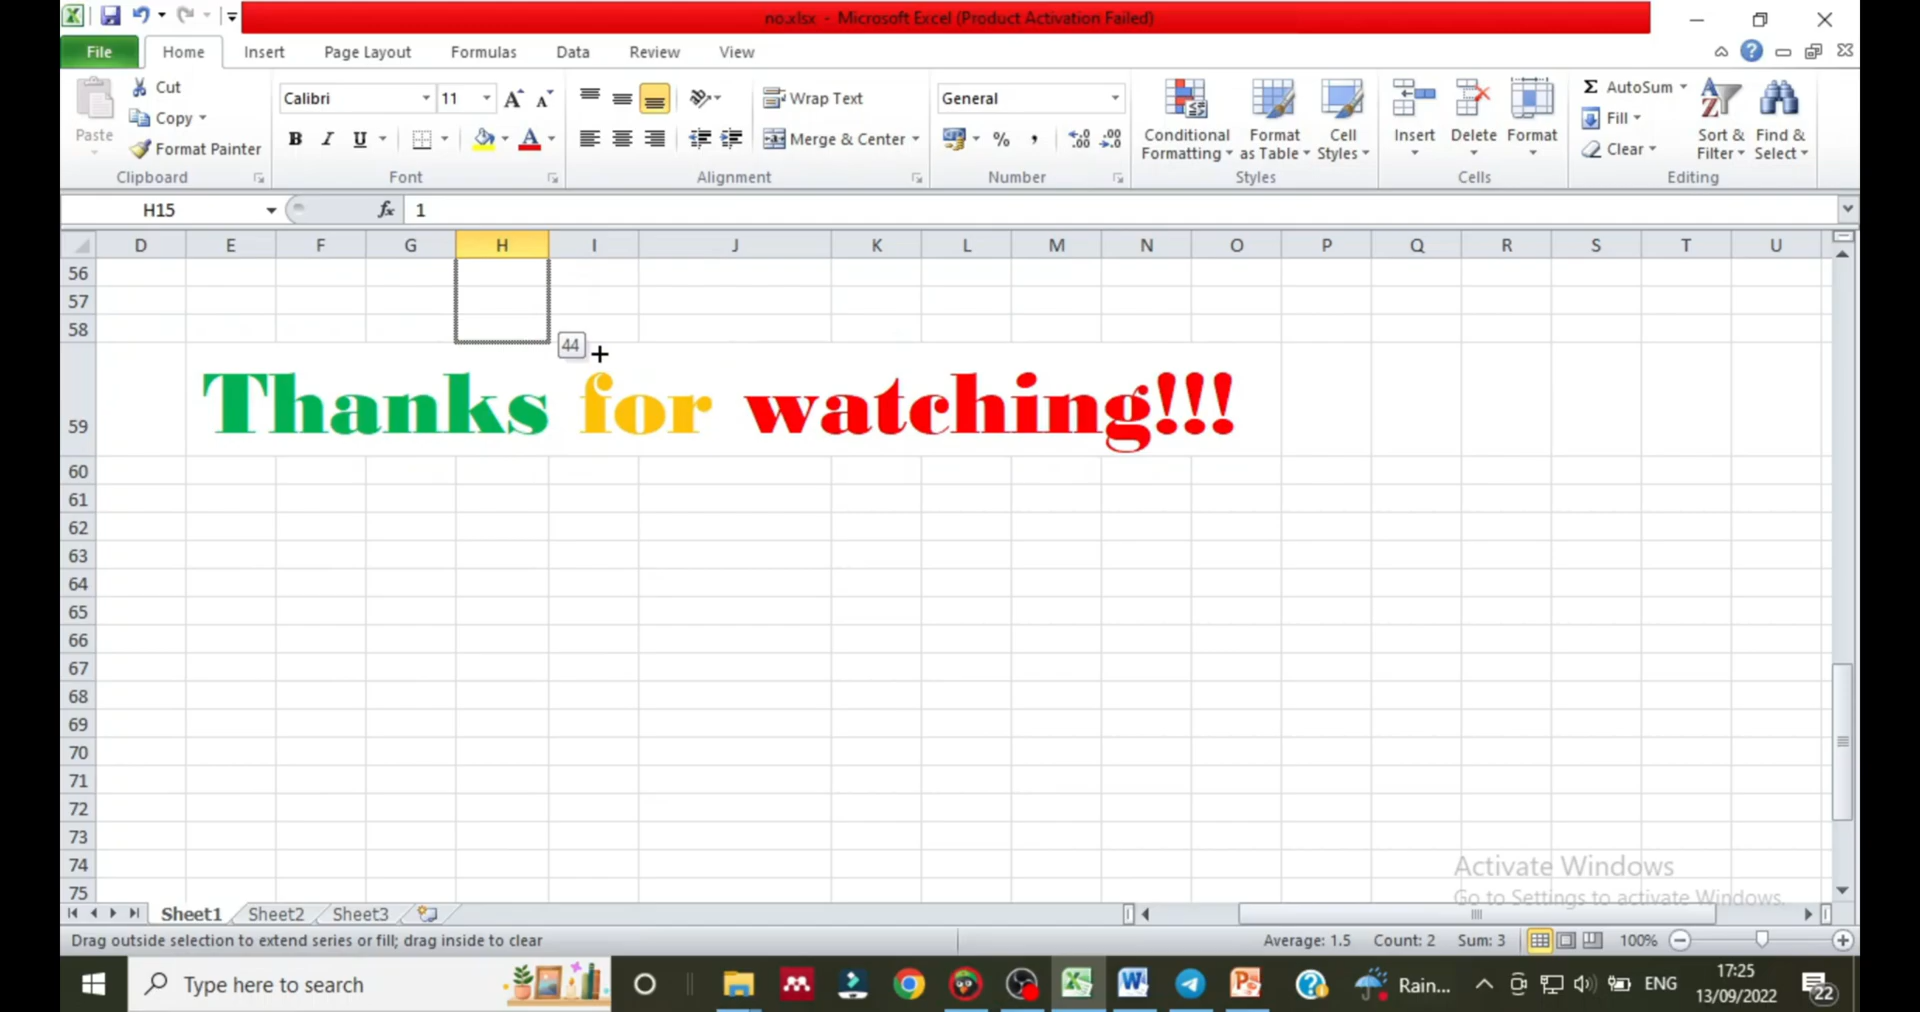 no.xlsx - Microsoft Excel (Product Activation Failed)
File Home Insert Page Layout Formulas Data Review View
Paste
Cut
Copy
Format Painter
Clipboard
Calibri 11
B I U A
Font
Wrap Text
Merge & Center
Alignment
General
% ,
Number
Conditional Formatting
Format as Table
Cell Styles
Styles
Insert Delete Format
Cells
Σ AutoSum
Fill
Clear
Sort & Filter
Find & Select
Editing
H15 fx 1
D E F G H I J K L M N O P Q R S T U
56
57
58
44
59 Thanks for watching!!!
60
61
62
63
64
65
66
67
68
69
70
71
72
73
74
75
Activate Windows
Go to Settings to activate Windows.
Sheet1 Sheet2 Sheet3
Drag outside selection to extend series or fill; drag inside to clear Average: 1.5 Count: 2 Sum: 3 100%
Type here to search Rain... ENG 17:25 13/09/2022 22